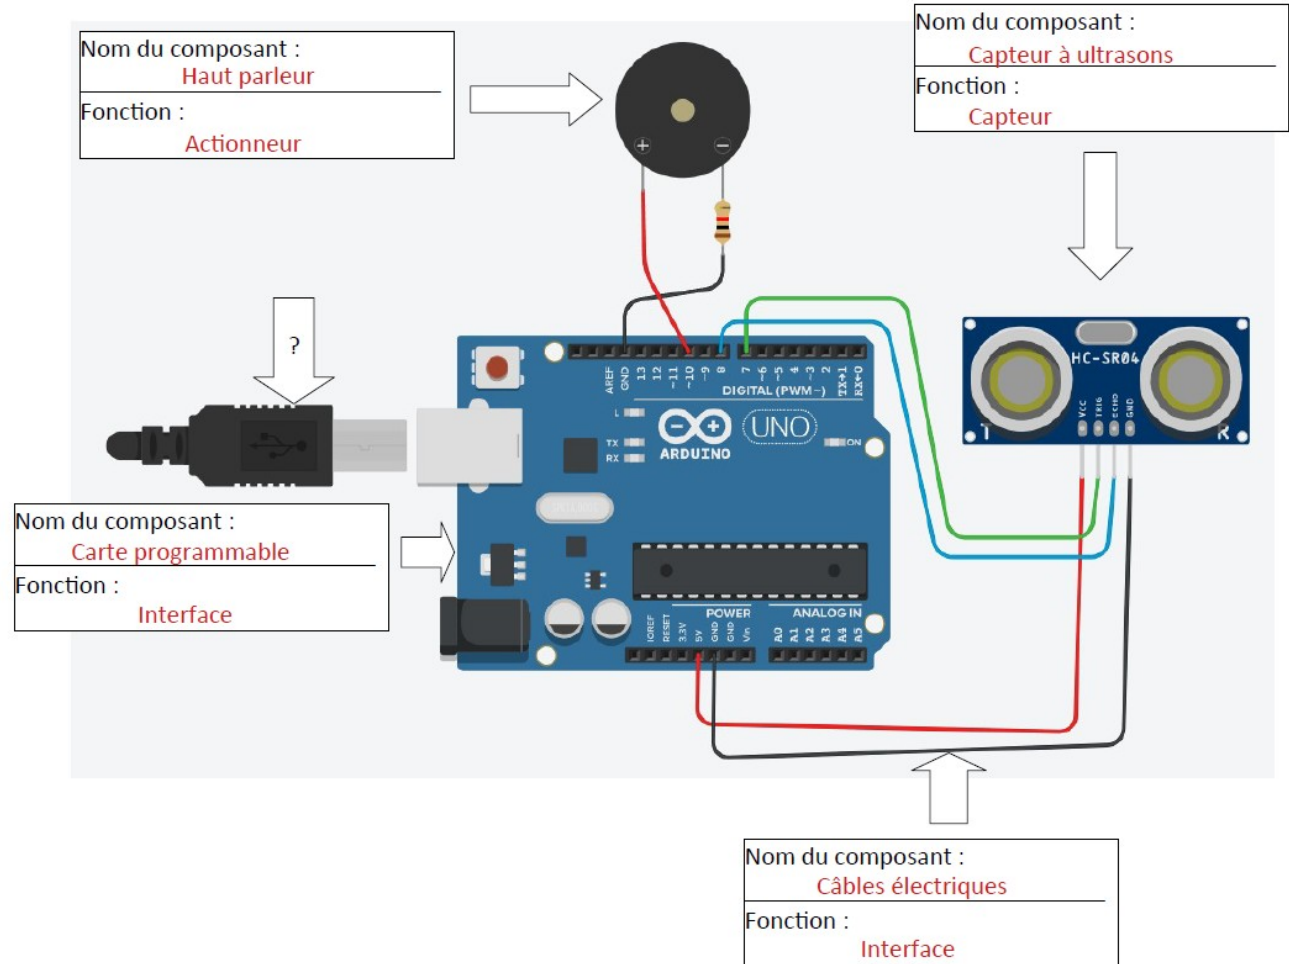 Nom du composant :
Haut parleur
Fonction :
Actionneur
Nom du composant :
Capteur à ultrasons
Fonction :
Capteur
+
−
?
HC-SR04
VCC
TRIG
ECHO
GND
T
R
AREF
GND
13
12
~11
~10
~9
8
7
~6
~5
4
~3
2
TX→1
RX←0
DIGITAL (PWM~)
L
TX
RX
ARDUINO
UNO
ON
Nom du composant :
Carte programmable
Fonction :
Interface
POWER
ANALOG IN
IOREF
RESET
3.3V
5V
GND
GND
Vin
A0
A1
A2
A3
A4
A5
Nom du composant :
Câbles électriques
Fonction :
Interface